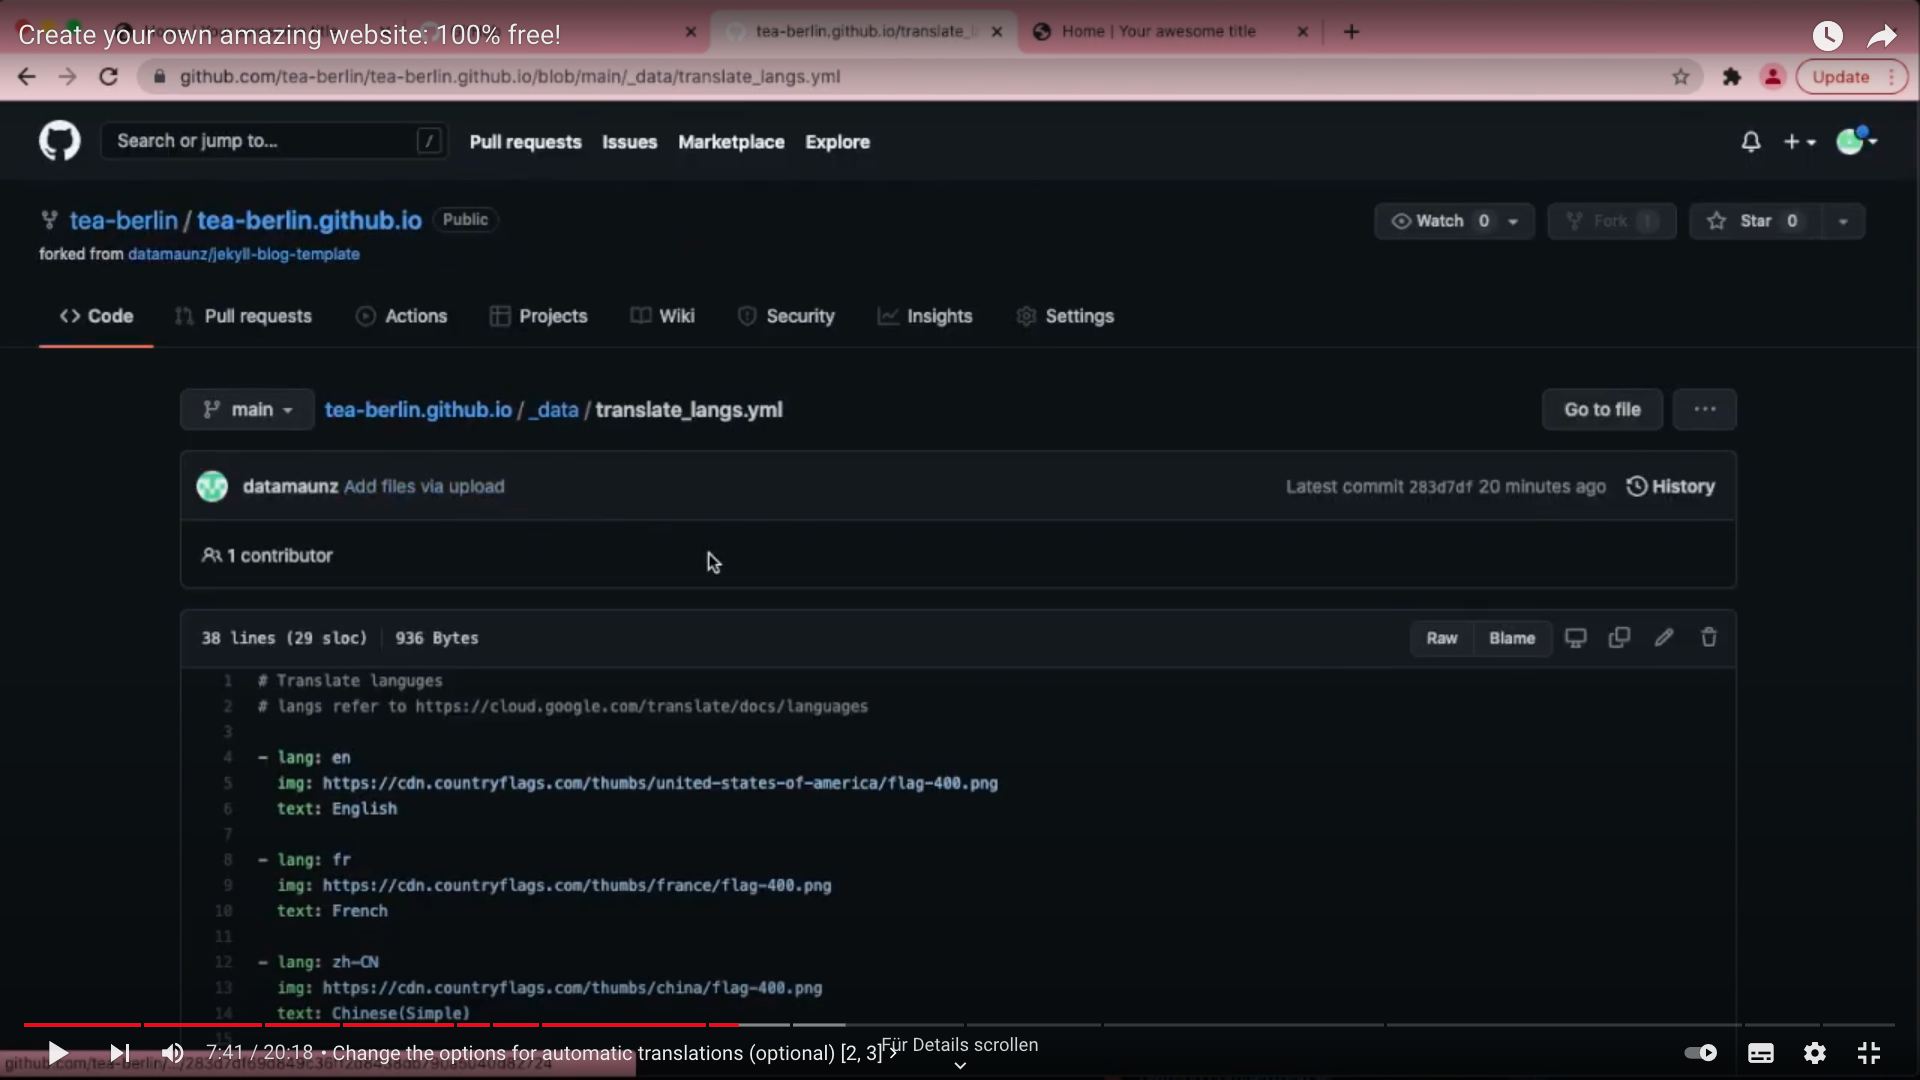 Create your own amazing website: 100% free!
tea-berlin.github.io/translate_l
Home | Your awesome title
github.com/tea-berlin/tea-berlin.github.io/blob/main/_data/translate_langs.yml
Update
Search or jump to...
/
Pull requests
Issues
Marketplace
Explore
tea-berlin / tea-berlin.github.io
Public
Watch 0
Fork 1
Star 0
forked from datamaunz/jekyll-blog-template
Code
Pull requests
Actions
Projects
Wiki
Security
Insights
Settings
main
tea-berlin.github.io / _data / translate_langs.yml
Go to file
datamaunz Add files via upload
Latest commit 283d7df 20 minutes ago
History
1 contributor
38 lines (29 sloc) 936 Bytes
Raw
Blame
1 # Translate languges
2 # langs refer to https://cloud.google.com/translate/docs/languages
3
4 - lang: en
5 img: https://cdn.countryflags.com/thumbs/united-states-of-america/flag-400.png
6 text: English
7
8 - lang: fr
9 img: https://cdn.countryflags.com/thumbs/france/flag-400.png
10 text: French
11
12 - lang: zh-CN
13 img: https://cdn.countryflags.com/thumbs/china/flag-400.png
14 text: Chinese(Simple)
15
7:41 / 20:18 • Change the options for automatic translations (optional) [2, 3]
Für Details scrollen